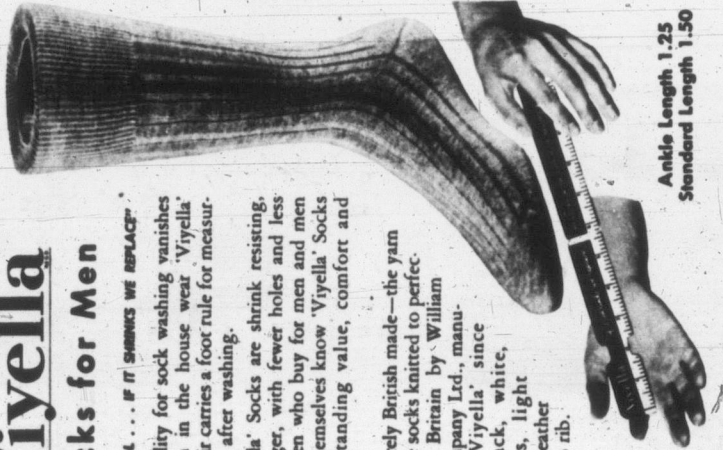 iyella
ks for Men
... IF IT SHRINKS WE REPLACE"
lity for sock washing vanishes
in the house wear 'Viyella'
r carries a foot rule for measur-
after washing.
la' Socks are shrink resisting,
ger, with fewer holes and less
en who buy for men and men
emselves know 'Viyella' Socks
tanding value, comfort and
ely British made—the yarn
socks knitted to perfec-
Britain by William
pany Ltd., manu-
Viyella' since
ck, white,
s, light
eather
rib.
Ankle Length 1.25
Standard Length 1.50